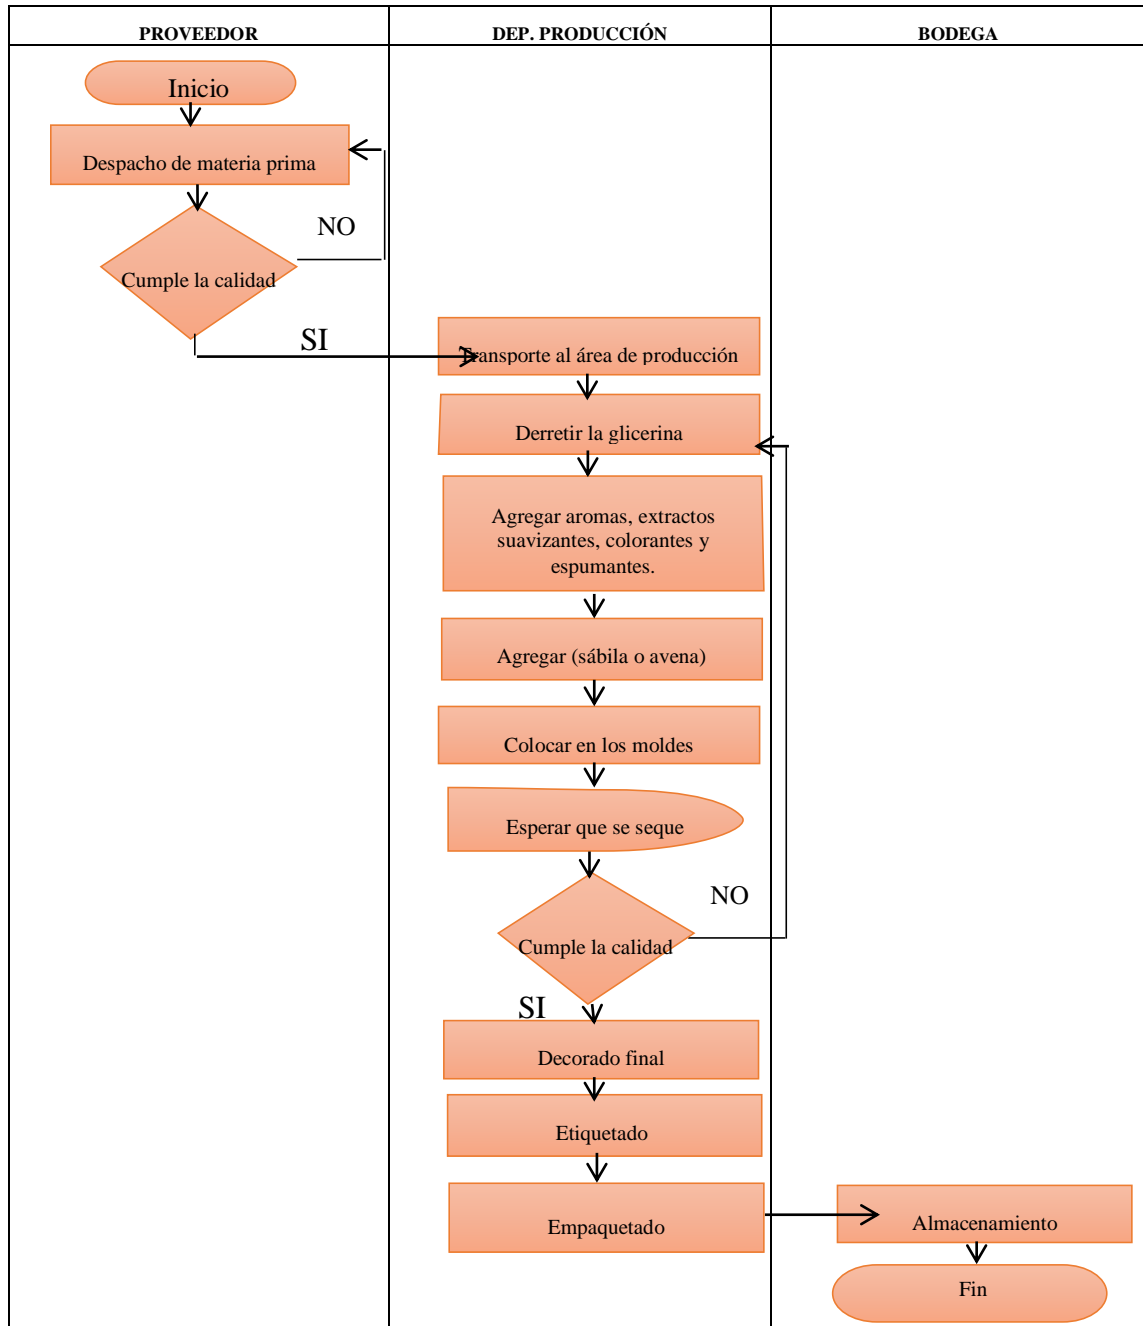 PROVEEDOR
DEP. PRODUCCIÓN
BODEGA
Inicio
Despacho de materia prima
NO
Cumple la calidad
SI
Transporte al área de producción
Derretir la glicerina
Agregar aromas, extractos
suavizantes, colorantes y
espumantes.
Agregar (sábila o avena)
Colocar en los moldes
Esperar que se seque
NO
Cumple la calidad
SI
Decorado final
Etiquetado
Empaquetado
Almacenamiento
Fin